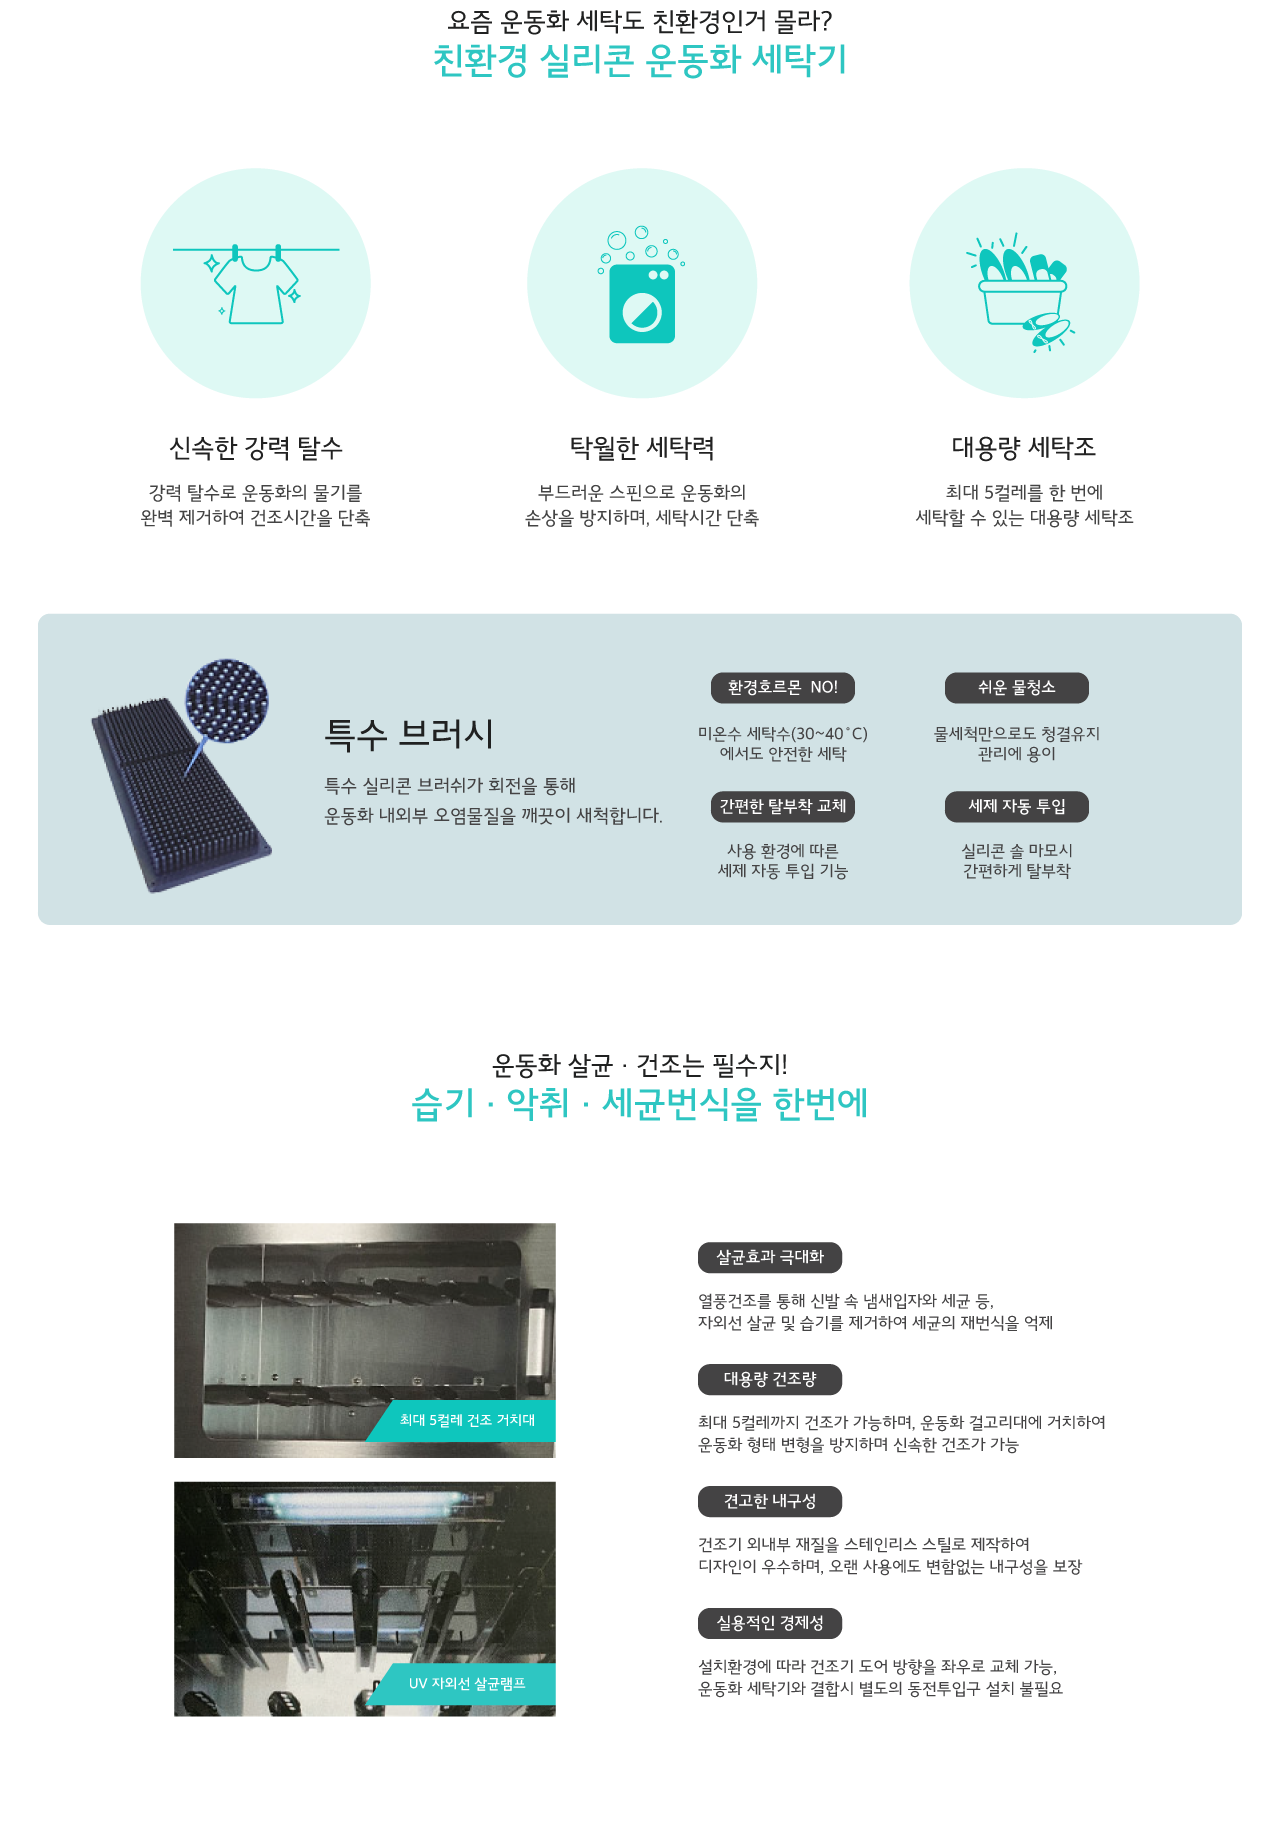 요즘 운동화 세탁도 친환경인거 몰라?
친환경 실리콘 운동화 세탁기
신속한 강력 탈수
강력 탈수로 운동화의 물기를
완벽 제거하여 건조시간을 단축
탁월한 세탁력
부드러운 스핀으로 운동화의
손상을 방지하며, 세탁시간 단축
대용량 세탁조
최대 5컬레를 한 번에
세탁할 수 있는 대용량 세탁조
특수 브러시
특수 실리콘 브러쉬가 회전을 통해
운동화 내외부 오염물질을 깨끗이 새척합니다.
환경호르몬 NO!
미온수 세탁수(30~40˚C)
에서도 안전한 세탁
쉬운 물청소
물세척만으로도 청결유지
관리에 용이
간편한 탈부착 교체
사용 환경에 따른
세제 자동 투입 기능
세제 자동 투입
실리콘 솔 마모시
간편하게 탈부착
운동화 살균 · 건조는 필수지!
습기 · 악취 · 세균번식을 한번에
최대 5컬레 건조 거치대
UV 자외선 살균램프
살균효과 극대화
열풍건조를 통해 신발 속 냄새입자와 세균 등,
자외선 살균 및 습기를 제거하여 세균의 재번식을 억제
대용량 건조량
최대 5컬레까지 건조가 가능하며, 운동화 걸고리대에 거치하여
운동화 형태 변형을 방지하며 신속한 건조가 가능
견고한 내구성
건조기 외내부 재질을 스테인리스 스틸로 제작하여
디자인이 우수하며, 오랜 사용에도 변함없는 내구성을 보장
실용적인 경제성
설치환경에 따라 건조기 도어 방향을 좌우로 교체 가능,
운동화 세탁기와 결합시 별도의 동전투입구 설치 불필요